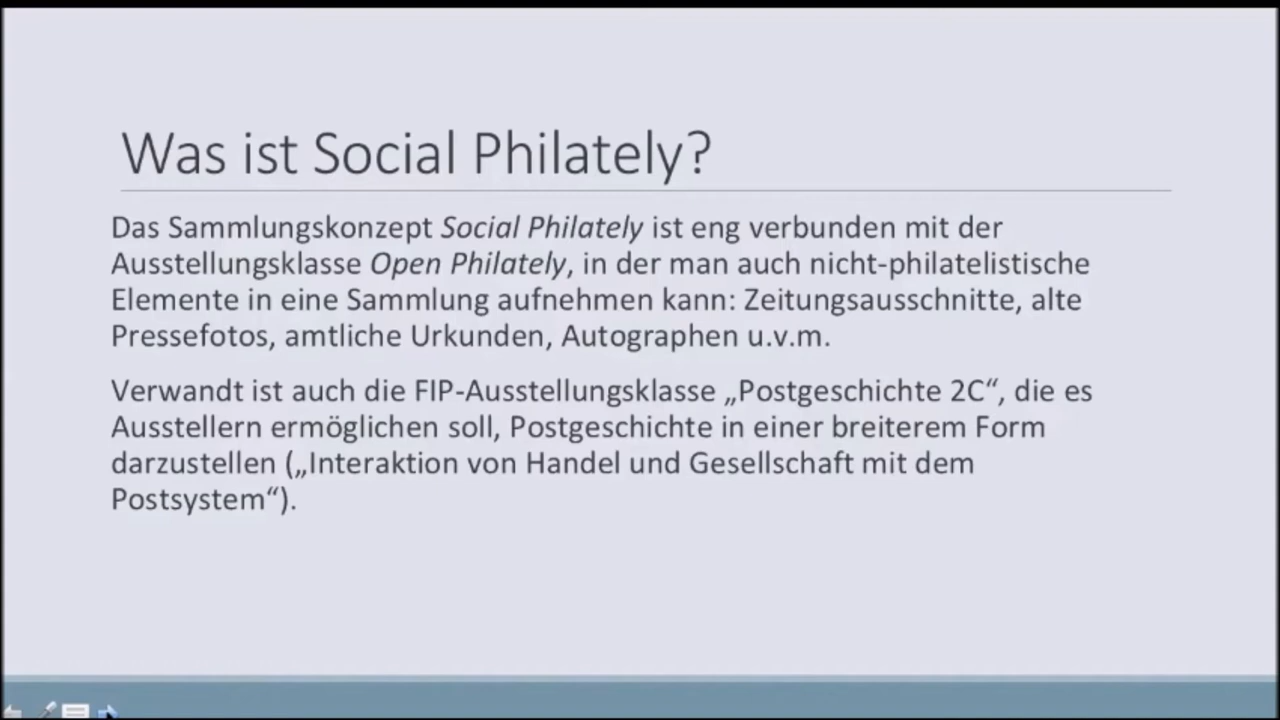 Was ist Social Philately?
Das Sammlungskonzept Social Philately ist eng verbunden mit der
Ausstellungsklasse Open Philately, in der man auch nicht-philatelistische
Elemente in eine Sammlung aufnehmen kann: Zeitungsausschnitte, alte
Pressefotos, amtliche Urkunden, Autographen u.v.m.
Verwandt ist auch die FIP-Ausstellungsklasse „Postgeschichte 2C“, die es
Ausstellern ermöglichen soll, Postgeschichte in einer breiterem Form
darzustellen („Interaktion von Handel und Gesellschaft mit dem
Postsystem“).